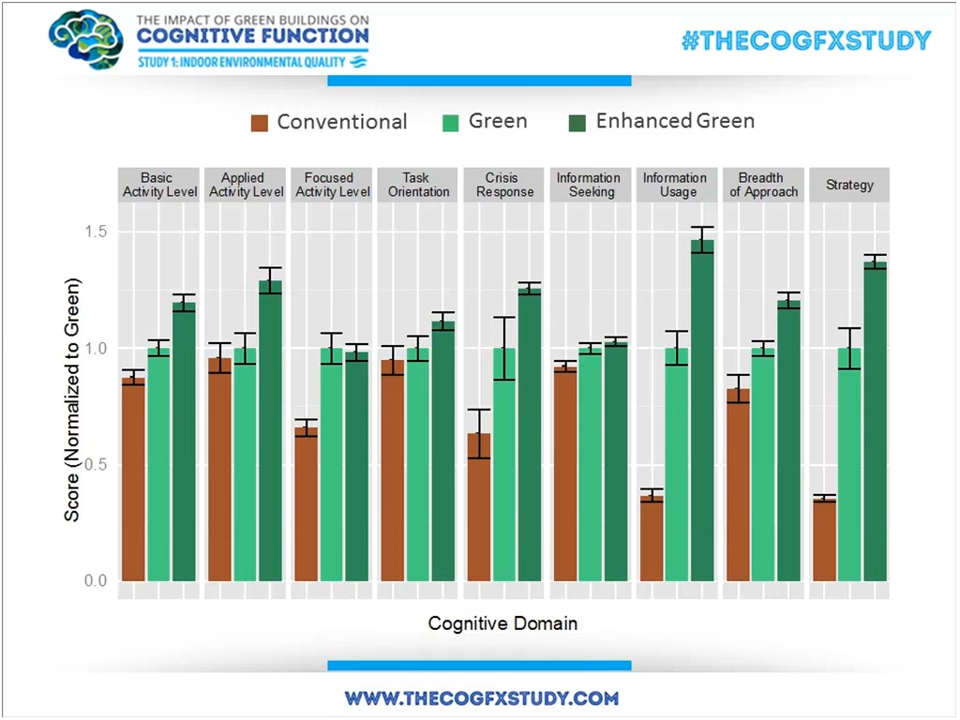 THE IMPACT OF GREEN BUILDINGS ON
COGNITIVE FUNCTION
STUDY 1: INDOOR ENVIRONMENTAL QUALITY
#THECOGFXSTUDY
Conventional
Green
Enhanced Green
Basic
Activity Level
Applied
Activity Level
Focused
Activity Level
Task
Orientation
Crisis
Response
Information
Seeking
Information
Usage
Breadth
of Approach
Strategy
Score (Normalized to Green)
1.5
1.0
0.5
0.0
Cognitive Domain
WWW.THECOGFXSTUDY.COM